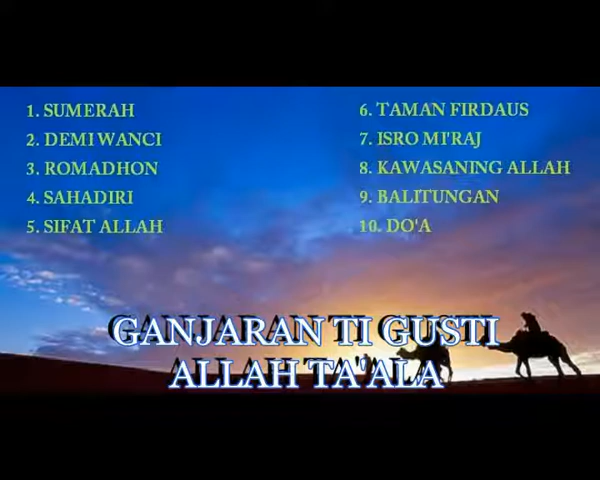 1. SUMERAH
2. DEMI WANCI
3. ROMADHON
4. SAHADIRI
5. SIFAT ALLAH
6. TAMAN FIRDAUS
7. ISRO MI'RAJ
8. KAWASANING ALLAH
9. BALITUNGAN
10. DO'A
GANJARAN TI GUSTI
ALLAH TA'ALA